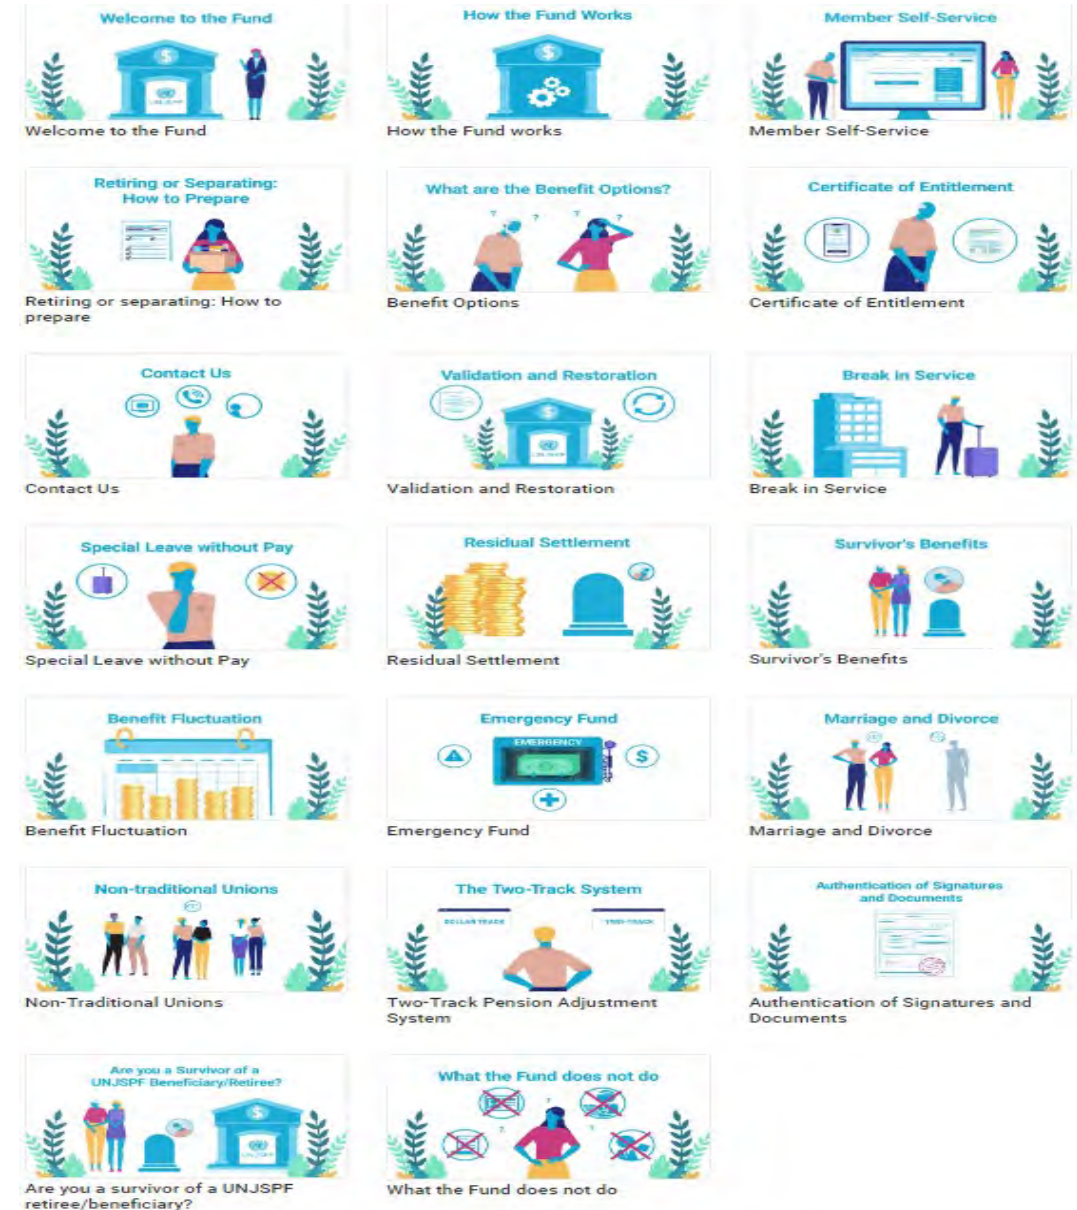 Welcome to the Fund
UNJSPF
Welcome to the Fund
How the Fund Works
How the Fund works
Member Self-Service
Member Self-Service
Retiring or Separating:
How to Prepare
Retiring or separating: How to
prepare
What are the Benefit Options?
Benefit Options
Certificate of Entitlement
Certificate of Entitlement
Contact Us
Contact Us
Validation and Restoration
UNJSPF
Validation and Restoration
Break in Service
Break in Service
Special Leave without Pay
Special Leave without Pay
Residual Settlement
Residual Settlement
Survivor's Benefits
Survivor's Benefits
Benefit Fluctuation
Benefit Fluctuation
Emergency Fund
EMERGENCY
Emergency Fund
Marriage and Divorce
Marriage and Divorce
Non-traditional Unions
Non-Traditional Unions
The Two-Track System
DOLLAR TRACK
TWO-TRACK
Two-Track Pension Adjustment
System
Authentication of Signatures
and Documents
Authentication of Signatures and
Documents
Are you a Survivor of a
UNJSPF Beneficiary/Retiree?
UNJSPF
Are you a survivor of a UNJSPF
retiree/beneficiary?
What the Fund does not do
What the Fund does not do